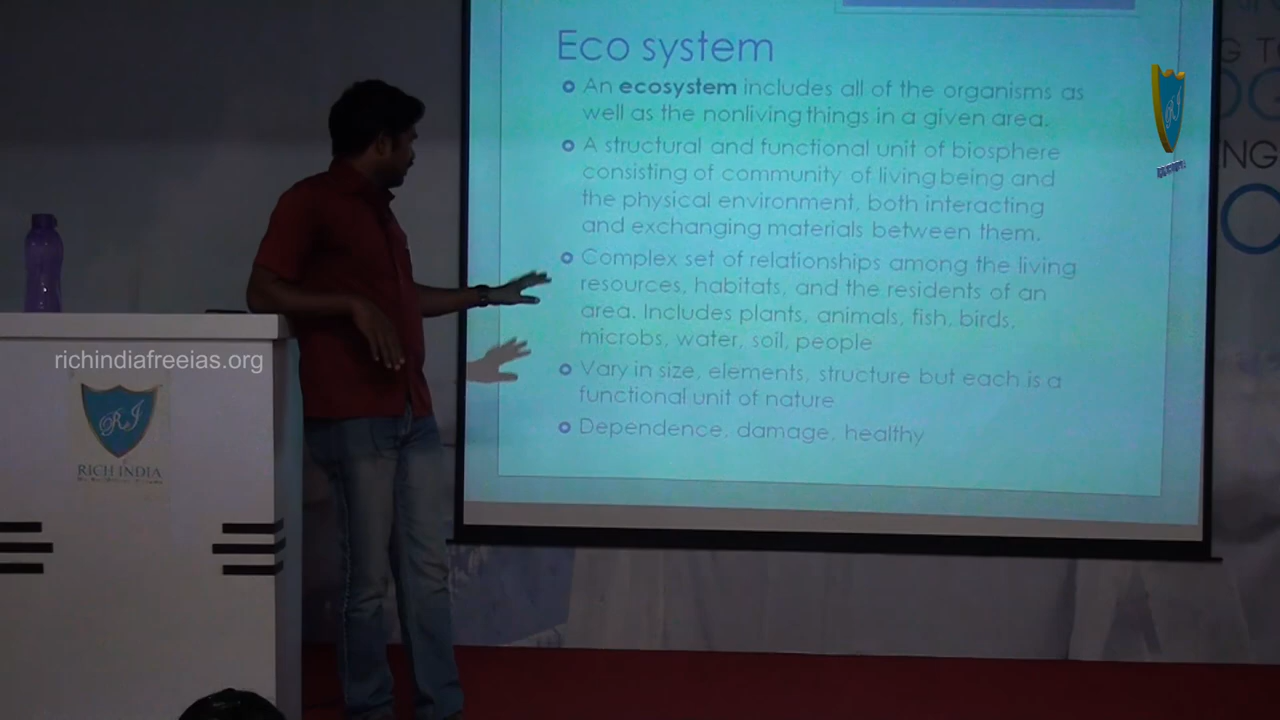 Eco system
An ecosystem includes all of the organisms as
well as the nonliving things in a given area.
A structural and functional unit of biosphere
consisting of community of living being and
the physical environment, both interacting
and exchanging materials between them.
Complex set of relationships among the living
resources, habitats, and the residents of an
area. Includes plants, animals, fish, birds,
microbs, water, soil, people
Vary in size, elements, structure but each is a
functional unit of nature
Dependence, damage, healthy
richindiafreeias.org
RI
RICH INDIA
RI
G T
OG
NG
C